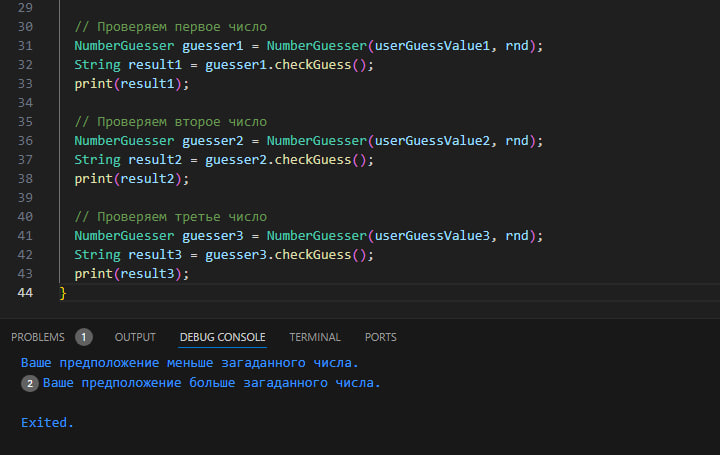 29
30 // Проверяем первое число
31 NumberGuesser guesser1 = NumberGuesser(userGuessValue1, rnd);
32 String result1 = guesser1.checkGuess();
33 print(result1);
34
35 // Проверяем второе число
36 NumberGuesser guesser2 = NumberGuesser(userGuessValue2, rnd);
37 String result2 = guesser2.checkGuess();
38 print(result2);
39
40 // Проверяем третье число
41 NumberGuesser guesser3 = NumberGuesser(userGuessValue3, rnd);
42 String result3 = guesser3.checkGuess();
43 print(result3);
44 }
PROBLEMS 1 OUTPUT DEBUG CONSOLE TERMINAL PORTS
Ваше предположение меньше загаданного числа.
2 Ваше предположение больше загаданного числа.
Exited.